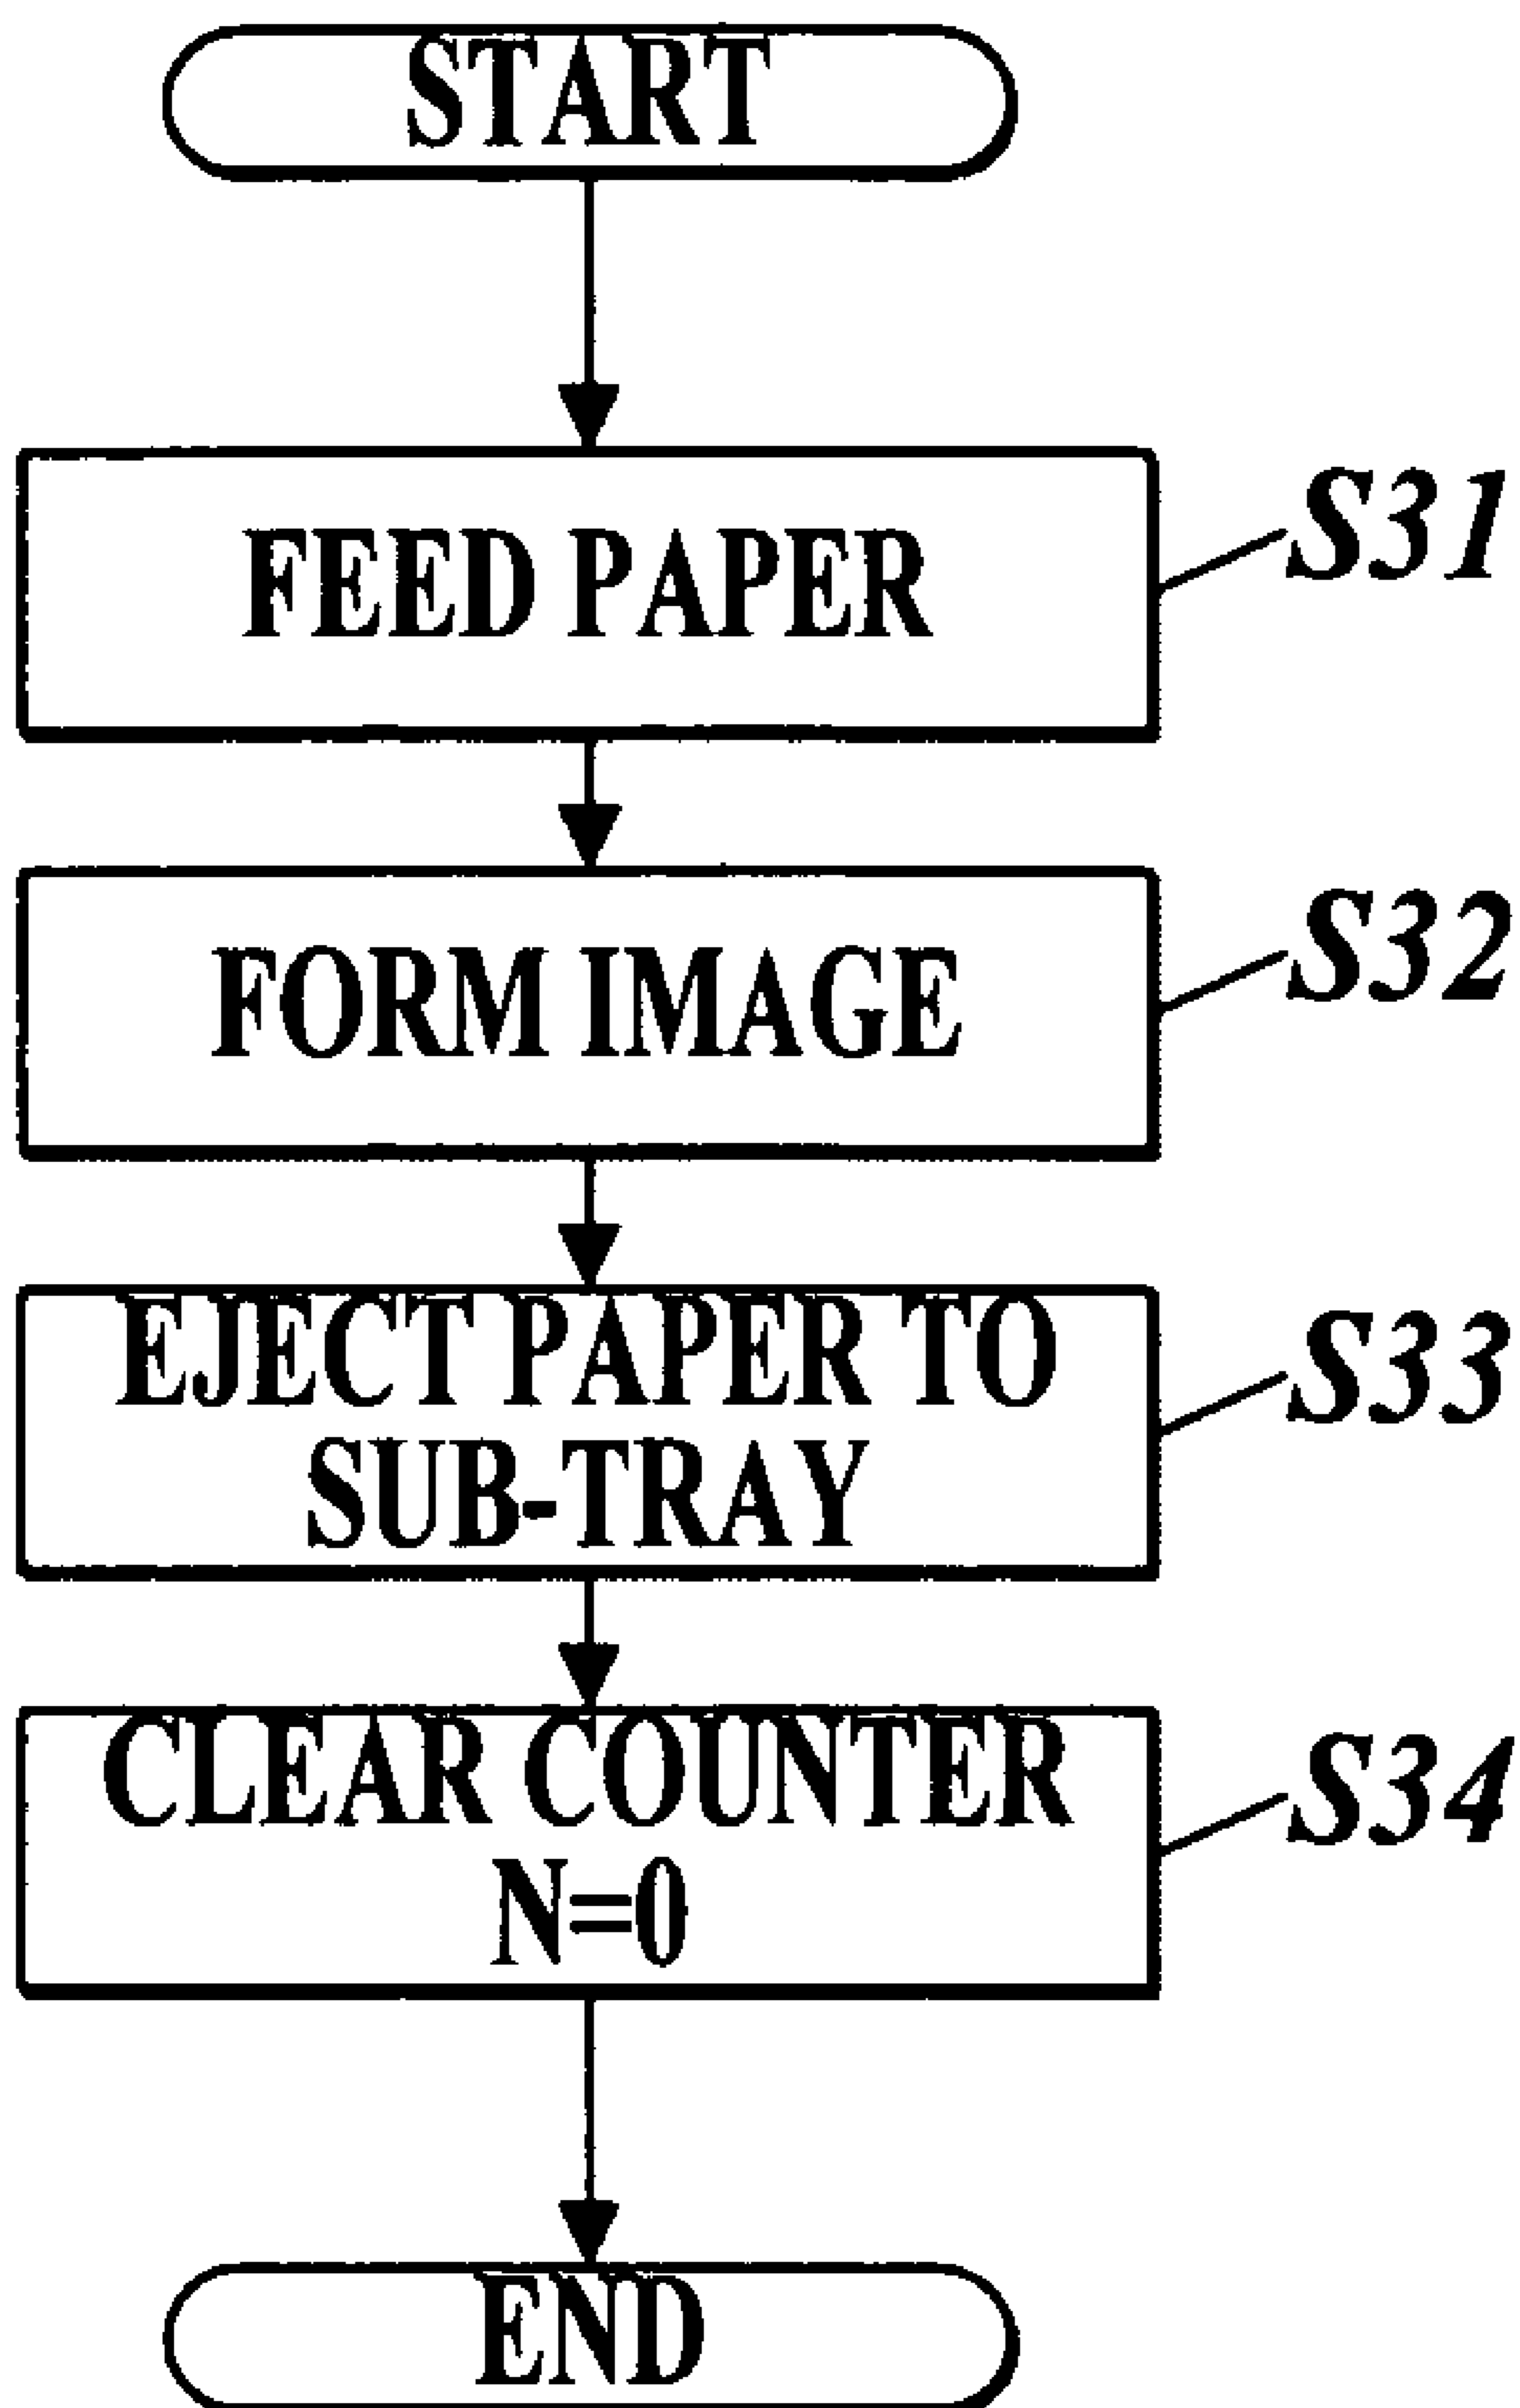 START
FEED PAPER
S31
FORM IMAGE
S32
EJECT PAPER TO
SUB-TRAY
S33
CLEAR COUNTER
N=0
S34
END